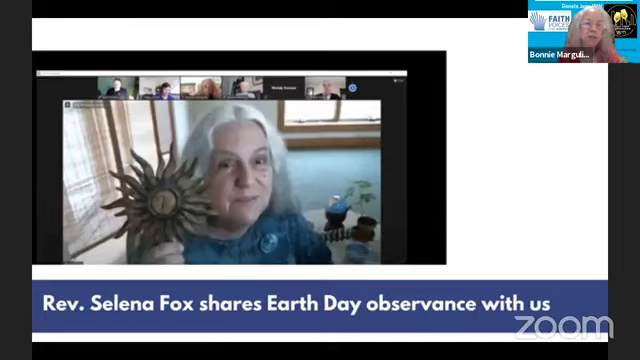 FAITH
VOICES
Bonnie Marguli...
Rev. Selena Fox shares Earth Day observance with us
zoom